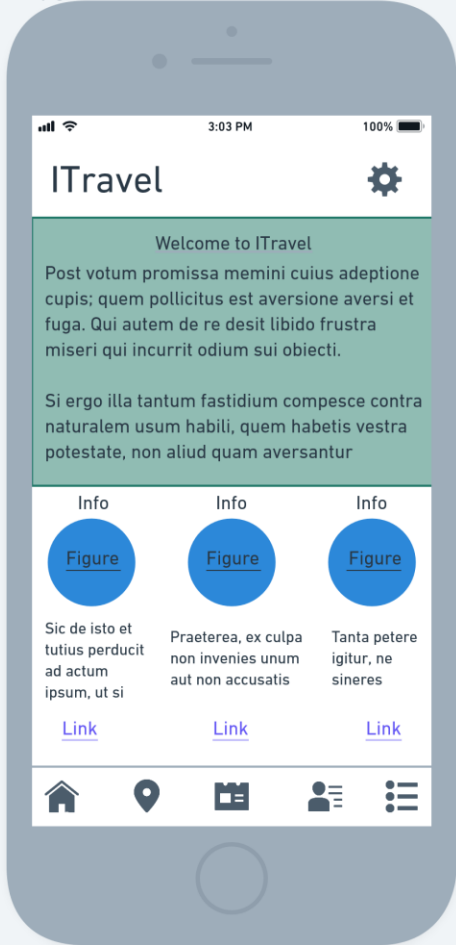 3:03 PM
100%
ITravel
Welcome to ITravel
Post votum promissa memini cuius adeptione
cupis; quem pollicitus est aversione aversi et
fuga. Qui autem de re desit libido frustra
miseri qui incurrit odium sui obiecti.
Si ergo illa tantum fastidium compesce contra
naturalem usum habili, quem habetis vestra
potestate, non aliud quam aversantur
Info
Figure
Sic de isto et
tutius perducit
ad actum
ipsum, ut si
Link
Info
Figure
Praeterea, ex culpa
non invenies unum
aut non accusatis
Link
Info
Figure
Tanta petere
igitur, ne
sineres
Link